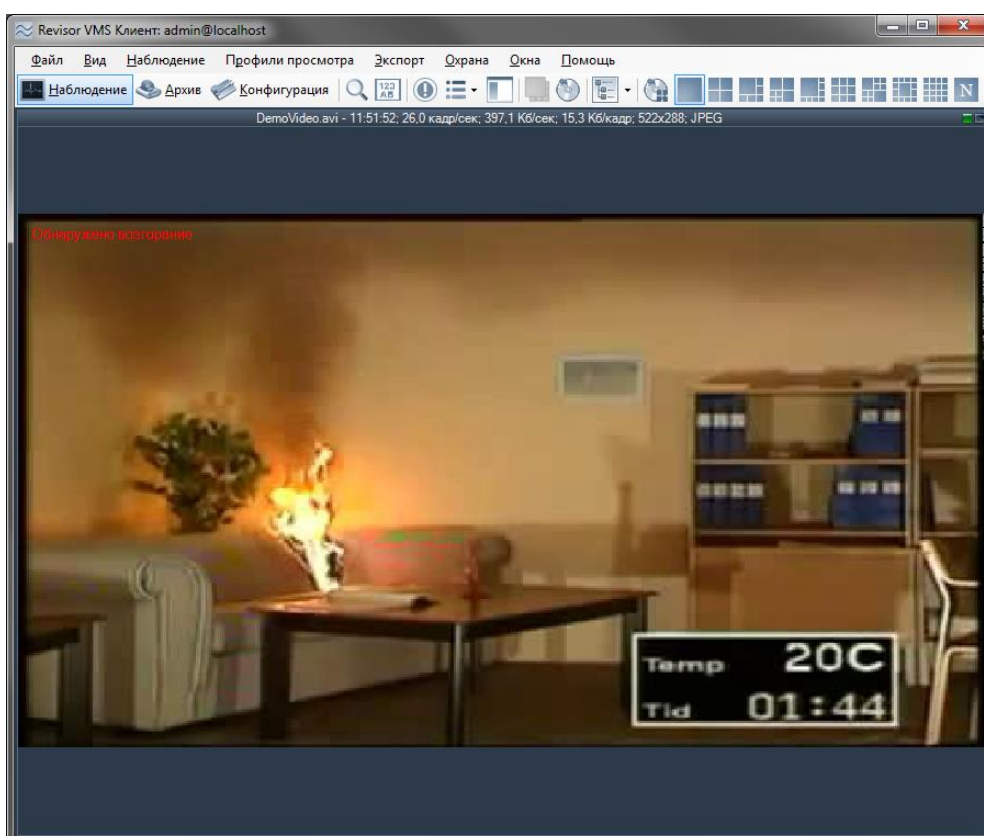 Revisor VMS Клиент: admin@localhost
Файл Вид Наблюдение Профили просмотра Экспорт Охрана Окна Помощь
Наблюдение Архив Конфигурация 123 AB N
DemoVideo.avi - 11:51:52; 26,0 кадр/сек; 397,1 Кб/сек; 15,3 Кб/кадр; 522x288; JPEG
Обнаружено возгорание
Temp 20C
Tid 01:44